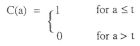 C(a) = { 1 for a ≤ t
0 for a > t